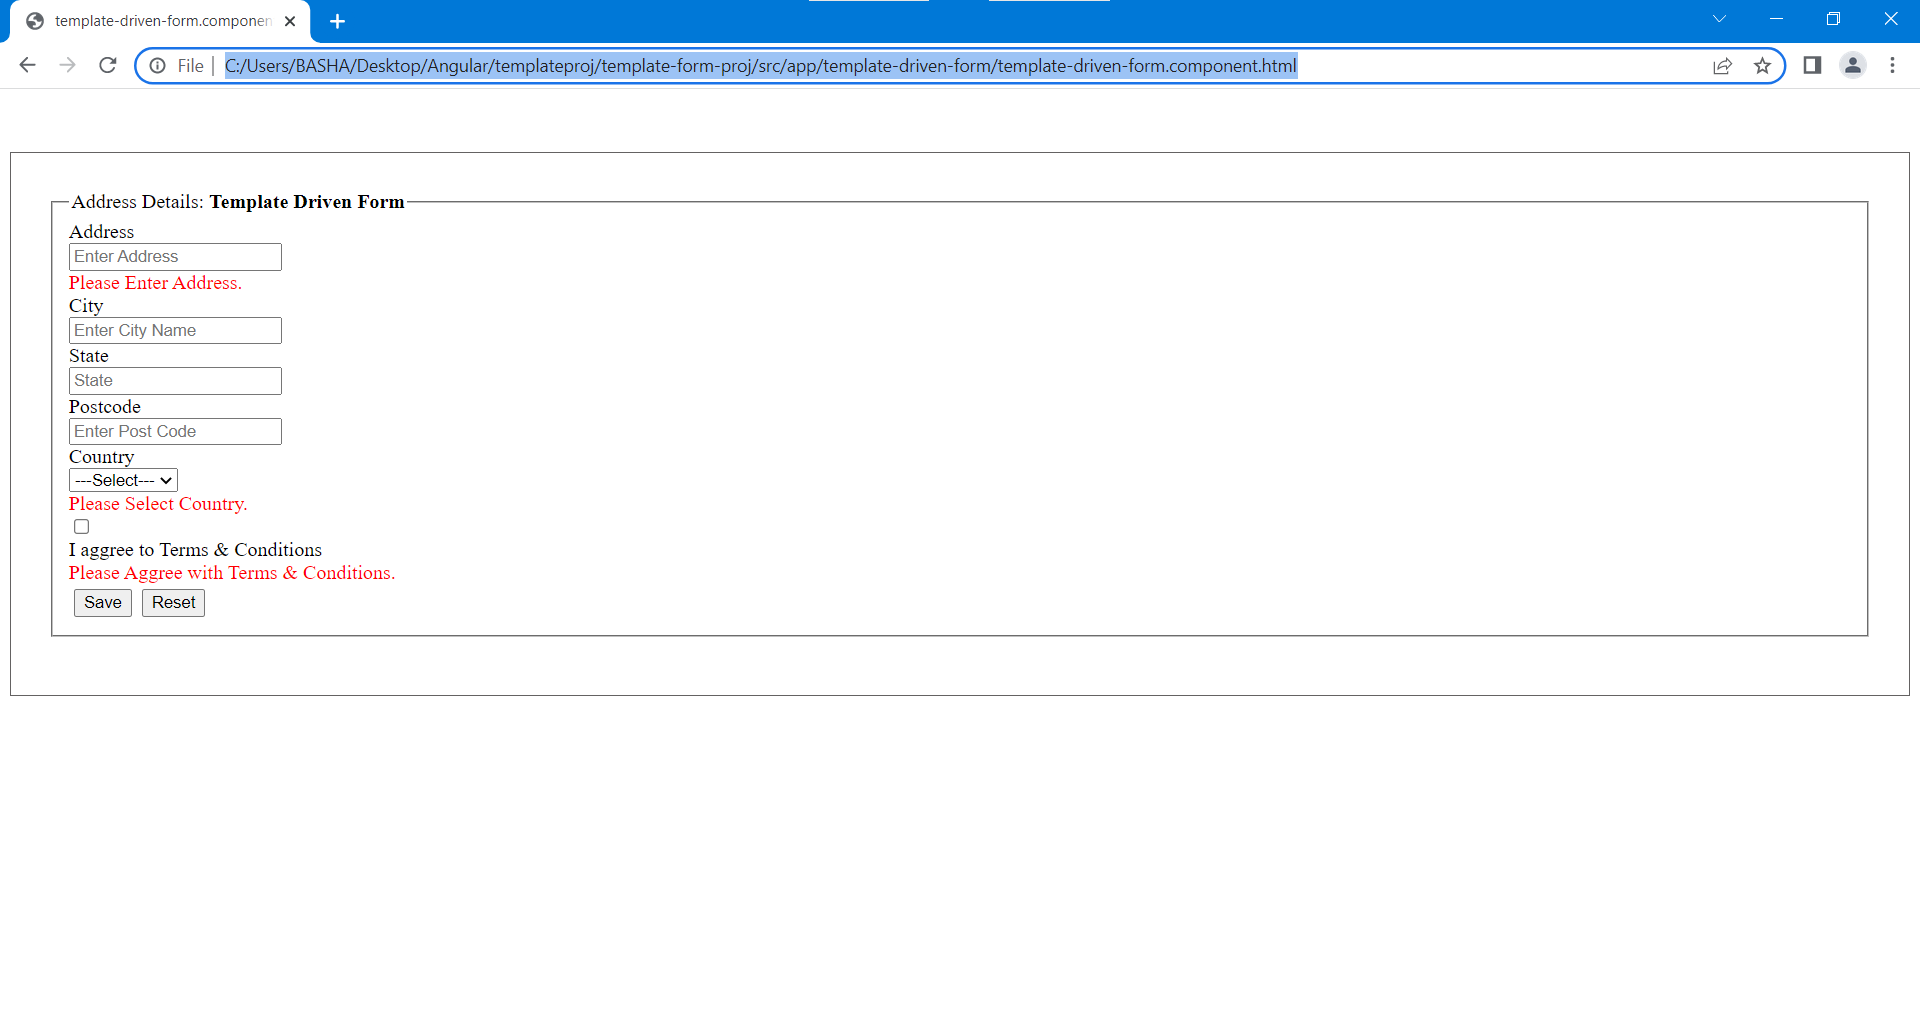 template-driven-form.componen
File
C:/Users/BASHA/Desktop/Angular/templateproj/template-form-proj/src/app/template-driven-form/template-driven-form.component.html
Address Details: Template Driven Form
Address
Enter Address
Please Enter Address.
City
Enter City Name
State
State
Postcode
Enter Post Code
Country
---Select---
Please Select Country.
I aggree to Terms & Conditions
Please Aggree with Terms & Conditions.
Save Reset